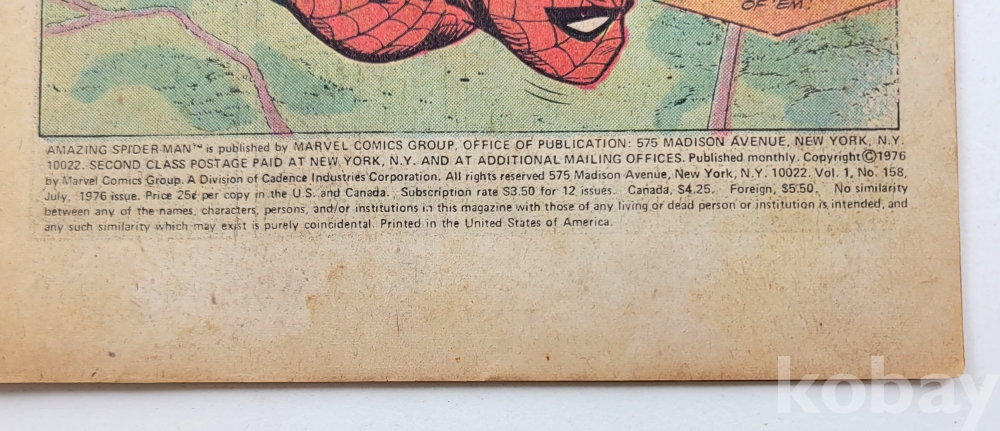 OF 'EM!
AMAZING SPIDER-MAN™ is published by MARVEL COMICS GROUP, OFFICE OF PUBLICATION: 575 MADISON AVENUE, NEW YORK, N.Y.
10022. SECOND CLASS POSTAGE PAID AT NEW YORK, N.Y. AND AT ADDITIONAL MAILING OFFICES. Published monthly. Copyright ©1976
by Marvel Comics Group. A Division of Cadence Industries Corporation. All rights reserved 575 Madison Avenue, New York, N.Y. 10022. Vol. 1, No. 158,
July, 1976 issue. Price 25¢ per copy in the U.S. and Canada. Subscription rate $3.50 for 12 issues. Canada, $4.25. Foreign, $5.50. No similarity
between any of the names, characters, persons, and/or institutions in this magazine with those of any living or dead person or institution is intended, and
any such similarity which may exist is purely coincidental. Printed in the United States of America.
kobay